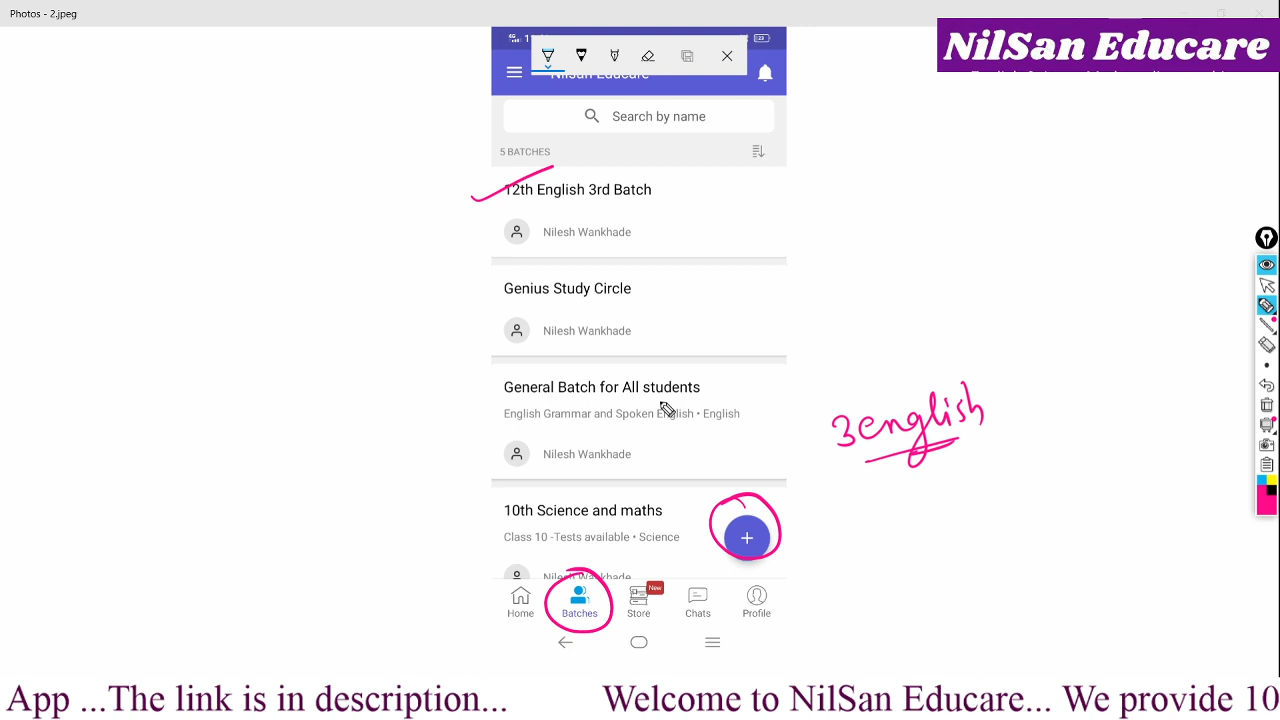 Photos - 2.jpeg
NilSan Educare
Search by name
5 BATCHES
12th English 3rd Batch
Nilesh Wankhade
Genius Study Circle
Nilesh Wankhade
General Batch for All students
English Grammar and Spoken English • English
Nilesh Wankhade
3english
10th Science and maths
Class 10 -Tests available • Science
Nilesh Wankhade
New
Home Batches Store Chats Profile
App ...The link is in description... Welcome to NilSan Educare... We provide 10